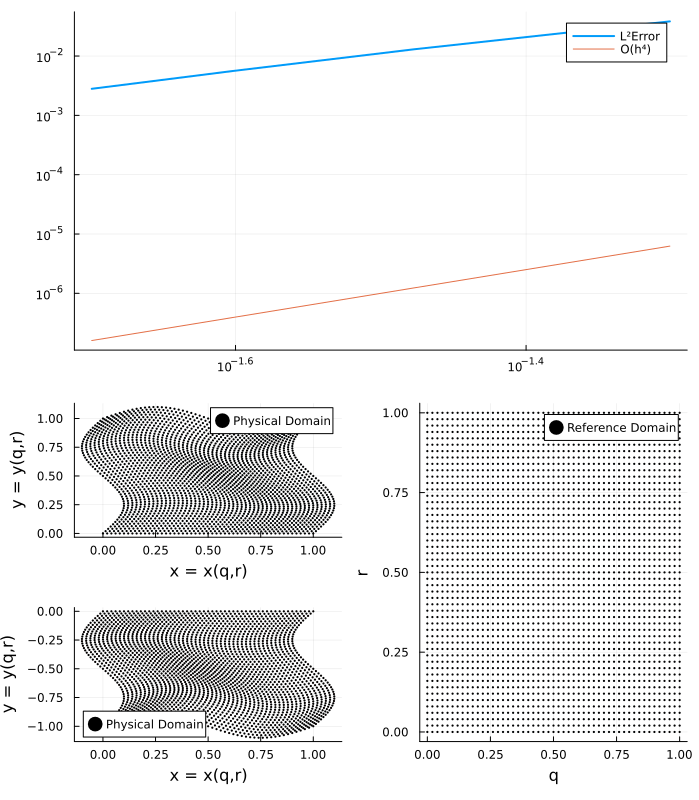 10⁻²
10⁻³
10⁻⁴
10⁻⁵
10⁻⁶
L²Error
O(h⁴)
10⁻¹·⁶
10⁻¹·⁴
y = y(q,r)
1.00
0.75
0.50
0.25
0.00
Physical Domain
0.00 0.25 0.50 0.75 1.00
x = x(q,r)
y = y(q,r)
0.00
−0.25
−0.50
−0.75
−1.00
Physical Domain
0.00 0.25 0.50 0.75 1.00
x = x(q,r)
r
1.00
0.75
0.50
0.25
0.00
Reference Domain
0.00 0.25 0.50 0.75 1.00
q